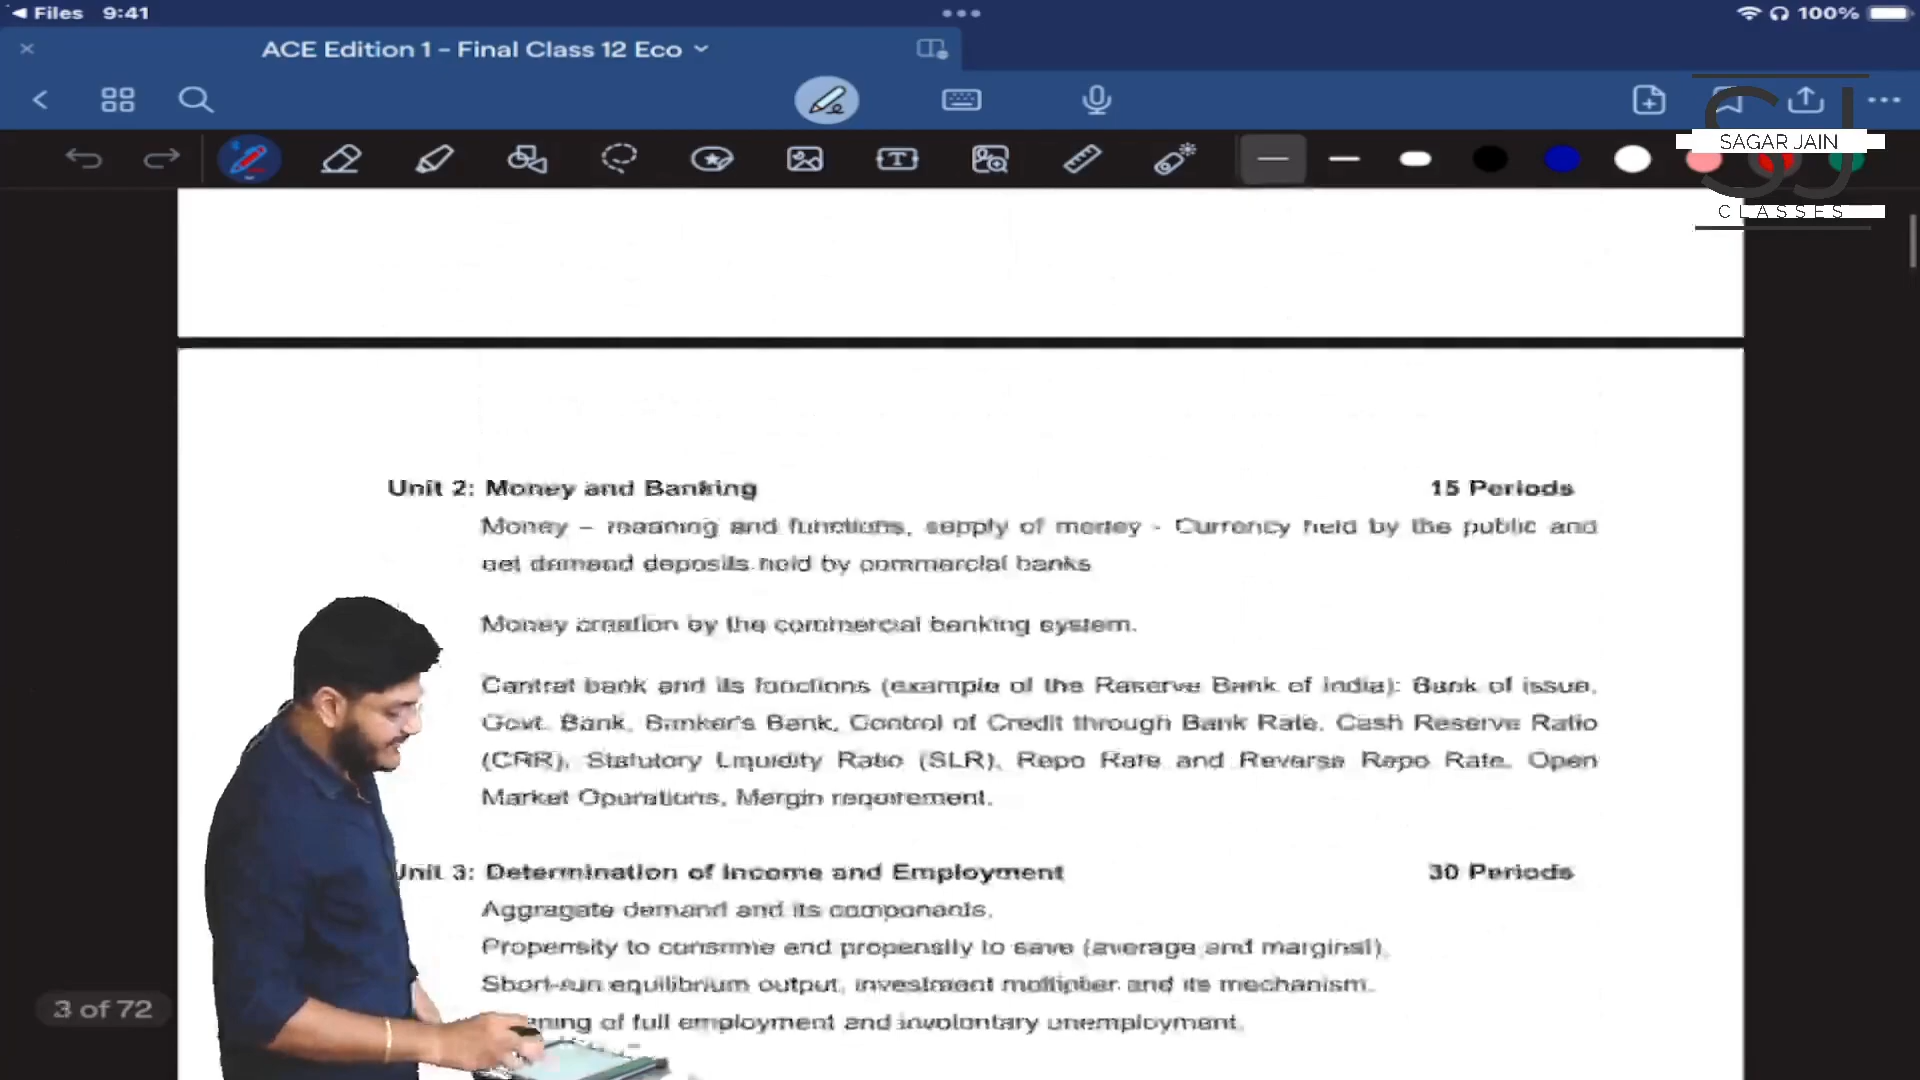 Files 9:41
100%
ACE Edition 1 – Final Class 12 Eco
SAGAR JAIN
CLASSES
Unit 2: Money and Banking 15 Periods
Money – meaning and functions, supply of money - Currency held by the public and
net demand deposits held by commercial banks
Money creation by the commercial banking system.
Central bank and its functions (example of the Reserve Bank of India): Bank of issue,
Govt. Bank, Banker's Bank, Control of Credit through Bank Rate, Cash Reserve Ratio
(CRR), Statutory Liquidity Ratio (SLR), Repo Rate and Reverse Repo Rate, Open
Market Operations, Margin requirement.
Unit 3: Determination of Income and Employment 30 Periods
Aggregate demand and its components.
Propensity to consume and propensity to save (average and marginal).
Short-run equilibrium output, investment multiplier and its mechanism.
of full employment and involuntary unemployment.
3 of 72